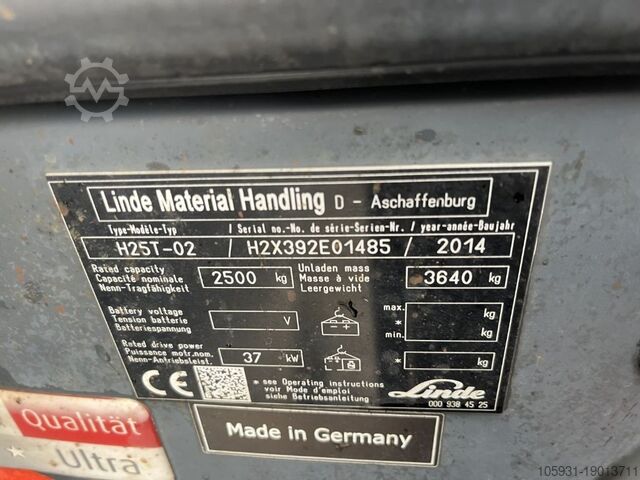 Linde Material Handling D - Aschaffenburg
Type-Modèle-Typ / Serial no.-No. de série-Serien-Nr. / year-année-Baujahr
H25T-02 / H2X392E01485 / 2014
Rated capacity
Capacité nominale
Nenn-Tragfähigkeit
2500 kg
Unladen mass
Masse à vide
Leergewicht
3640 kg
Battery voltage
Tension batterie
Batteriespannung
V
max.
*
min.
kg
kg
Rated drive power
Puissance motr.nom.
Nenn-Antriebsleist.
37 kW
* kg
CE
* see Operating instructions
voir Mode d'emploi
siehe Betriebsanleitung
Linde
000 938 45 25
Made in Germany
Qualität
Ultra
105931-19013711